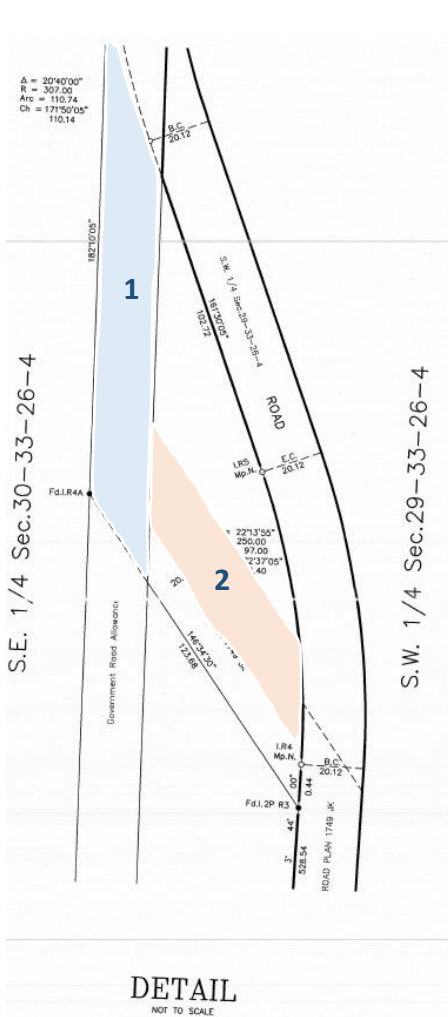 Δ = 20°40'00"
R = 307.00
Arc = 110.74
Ch = 171°50'05"
110.14
B.C.
20.12
182°10'05"
1
S.W. 1/4 Sec.29-33-26-4
161°30'05"
102.72
ROAD
S.E. 1/4 Sec.30-33-26-4
S.W. 1/4 Sec.29-33-26-4
I.R5
Mp.N.
E.C.
20.12
Fd.I.R4A
22°13'55"
250.00
97.00
2°37'05"
.40
2
20.
Government Road Allowance
146°34'30"
123.68
I.R4
Mp.N.
B.C.
20.12
00"
0.44
Fd.I.2P R3
44'
3°
528.54
ROAD PLAN 1749 JK
DETAIL
NOT TO SCALE